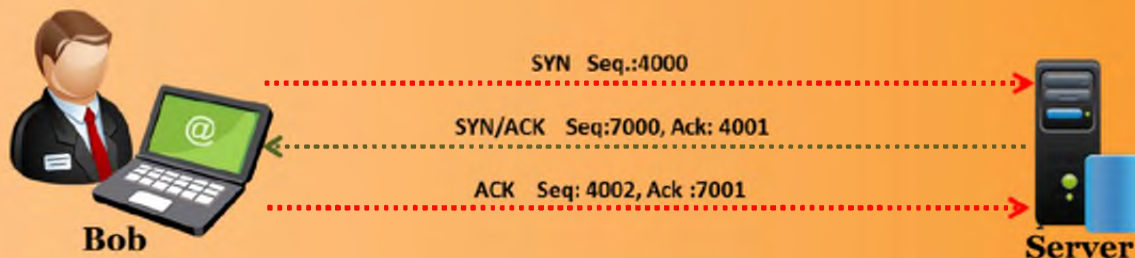 SYN Seq.:4000
@
SYN/ACK Seq:7000, Ack: 4001
ACK Seq: 4002, Ack :7001
Bob
Server